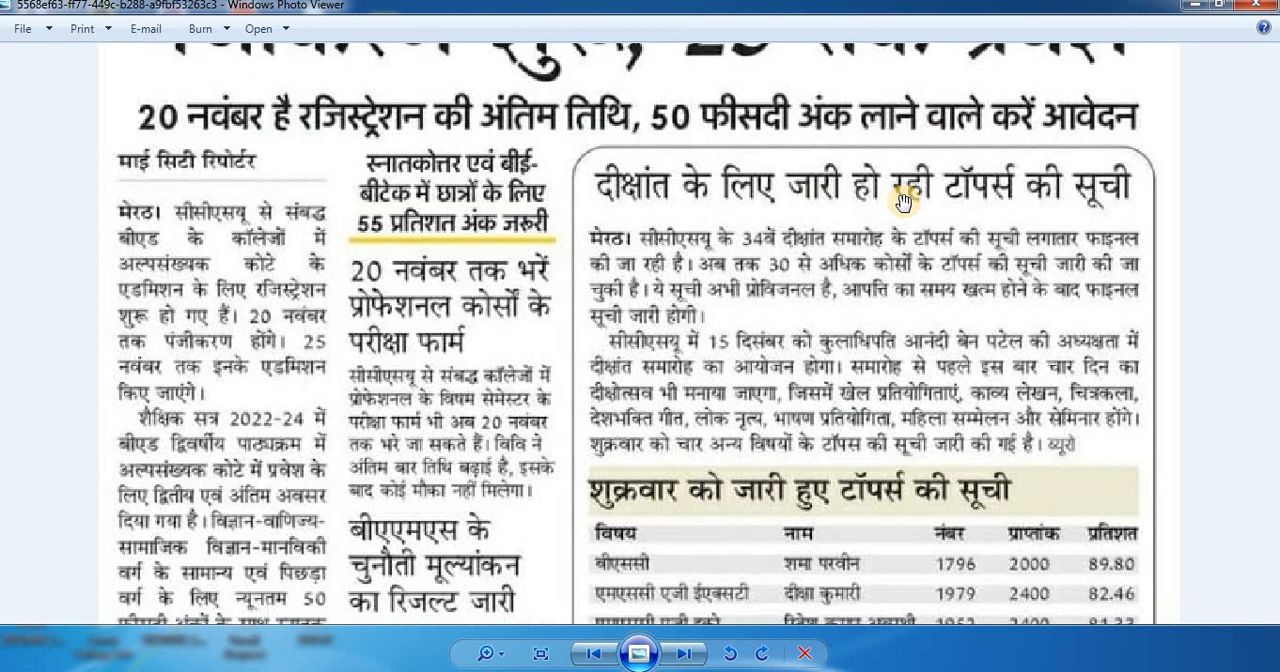 5568ef63-ff77-449c-b288-a9fbf53263c3 - Windows Photo Viewer
File Print E-mail Burn Open
20 नवंबर है रजिस्ट्रेशन की अंतिम तिथि, 50 फीसदी अंक लाने वाले करें आवेदन
माई सिटी रिपोर्टर
मेरठ। सीसीएसयू से संबद्ध
बीएड के कॉलेजों में
अल्पसंख्यक कोटे के
एडमिशन के लिए रजिस्ट्रेशन
शुरू हो गए हैं। 20 नवंबर
तक पंजीकरण होंगे। 25
नवंबर तक इनके एडमिशन
किए जाएंगे।
शैक्षिक सत्र 2022-24 में
बीएड द्विवर्षीय पाठ्यक्रम में
अल्पसंख्यक कोटे में प्रवेश के
लिए द्वितीय एवं अंतिम अवसर
दिया गया है। विज्ञान-वाणिज्य-
सामाजिक विज्ञान-मानविकी
वर्ग के सामान्य एवं पिछड़ा
वर्ग के लिए न्यूनतम 50
स्नातकोत्तर एवं बीई-
बीटेक में छात्रों के लिए
55 प्रतिशत अंक जरूरी
20 नवंबर तक भरें
प्रोफेशनल कोर्सों के
परीक्षा फार्म
सीसीएसयू से संबद्ध कॉलेजों में
प्रोफेशनल के विषम सेमेस्टर के
परीक्षा फार्म भी अब 20 नवंबर
तक भरे जा सकते हैं। विवि ने
अंतिम बार तिथि बढ़ाई है, इसके
बाद कोई मौका नहीं मिलेगा।
बीएएमएस के
चुनौती मूल्यांकन
का रिजल्ट जारी
दीक्षांत के लिए जारी हो रही टॉपर्स की सूची
मेरठ। सीसीएसयू के 34वें दीक्षांत समारोह के टॉपर्स की सूची लगातार फाइनल
की जा रही है। अब तक 30 से अधिक कोर्सों के टॉपर्स की सूची जारी की जा
चुकी है। ये सूची अभी प्रोविजनल है, आपत्ति का समय खत्म होने के बाद फाइनल
सूची जारी होगी।
सीसीएसयू में 15 दिसंबर को कुलाधिपति आनंदी बेन पटेल की अध्यक्षता में
दीक्षांत समारोह का आयोजन होगा। समारोह से पहले इस बार चार दिन का
दीक्षोत्सव भी मनाया जाएगा, जिसमें खेल प्रतियोगिताएं, काव्य लेखन, चित्रकला,
देशभक्ति गीत, लोक नृत्य, भाषण प्रतियोगिता, महिला सम्मेलन और सेमिनार होंगे।
शुक्रवार को चार अन्य विषयों के टॉपस की सूची जारी की गई है। ब्यूरो
शुक्रवार को जारी हुए टॉपर्स की सूची
विषय नाम नंबर प्राप्तांक प्रतिशत
बीएससी शमा परवीन 1796 2000 89.80
एमएससी एजी ईएक्सटी दीक्षा कुमारी 1979 2400 82.46